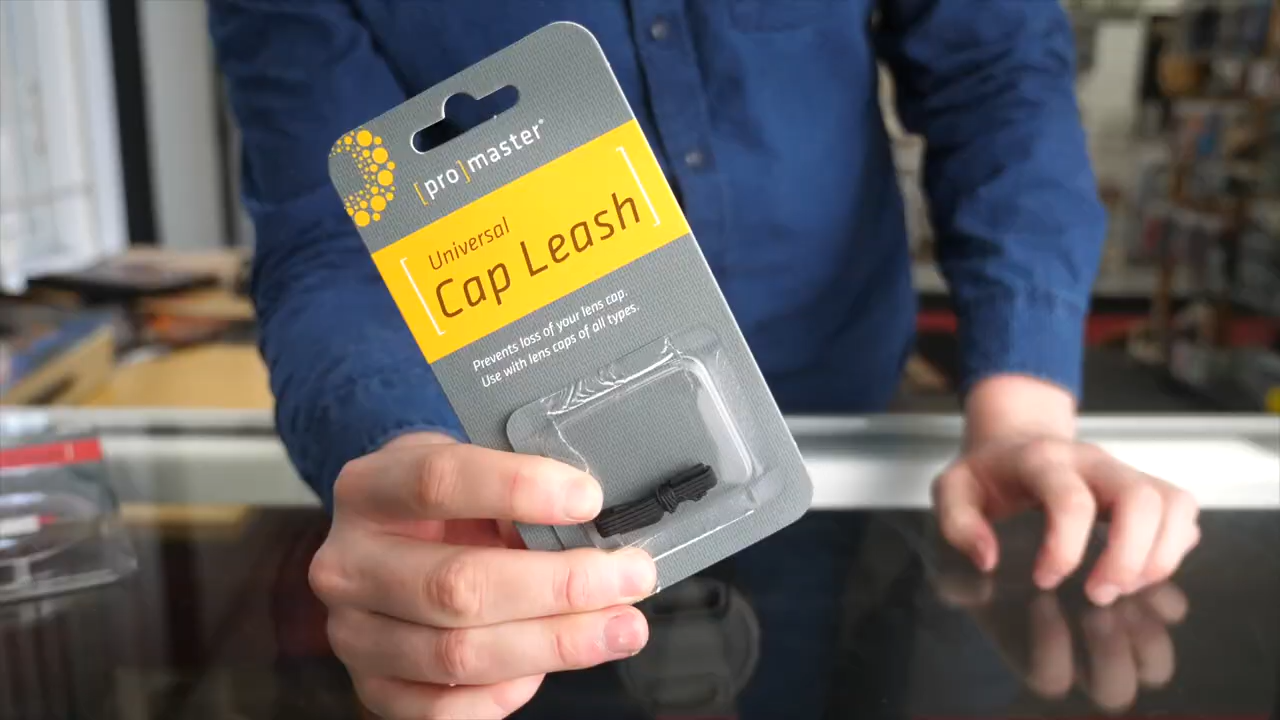 [pro]master®
Universal
Cap Leash
Prevents loss of your lens cap.
Use with lens caps of all types.